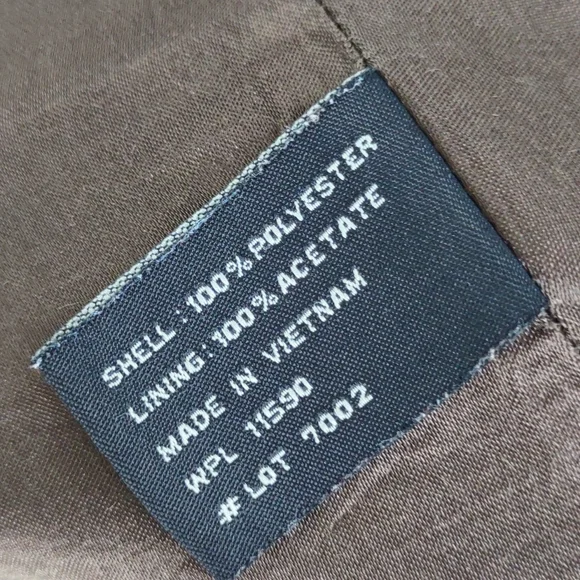 SHELL: 100% POLYESTER
LINING: 100% ACETATE
MADE IN VIETNAM
WPL 11590
# LOT 7002